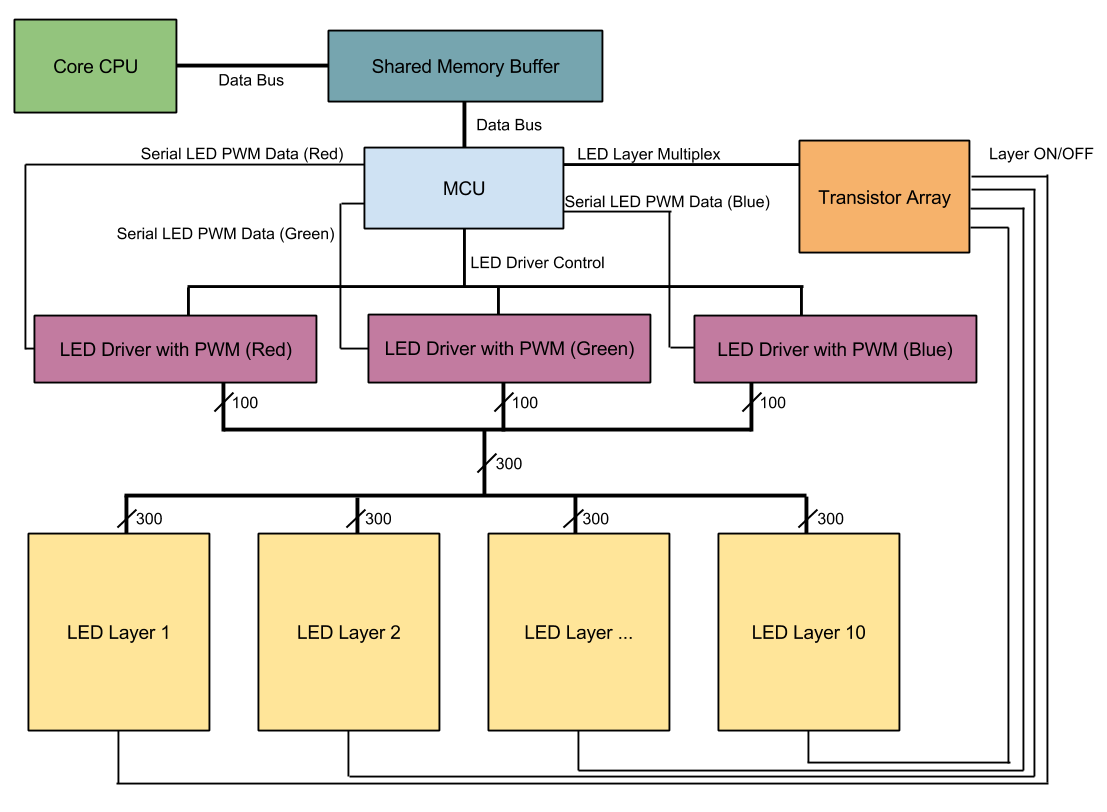 Core CPU
Data Bus
Shared Memory Buffer
Data Bus
Serial LED PWM Data (Red)
MCU
LED Layer Multiplex
Transistor Array
Layer ON/OFF
Serial LED PWM Data (Blue)
Serial LED PWM Data (Green)
LED Driver Control
LED Driver with PWM (Red)
LED Driver with PWM (Green)
LED Driver with PWM (Blue)
100
100
100
300
300
300
300
300
LED Layer 1
LED Layer 2
LED Layer ...
LED Layer 10